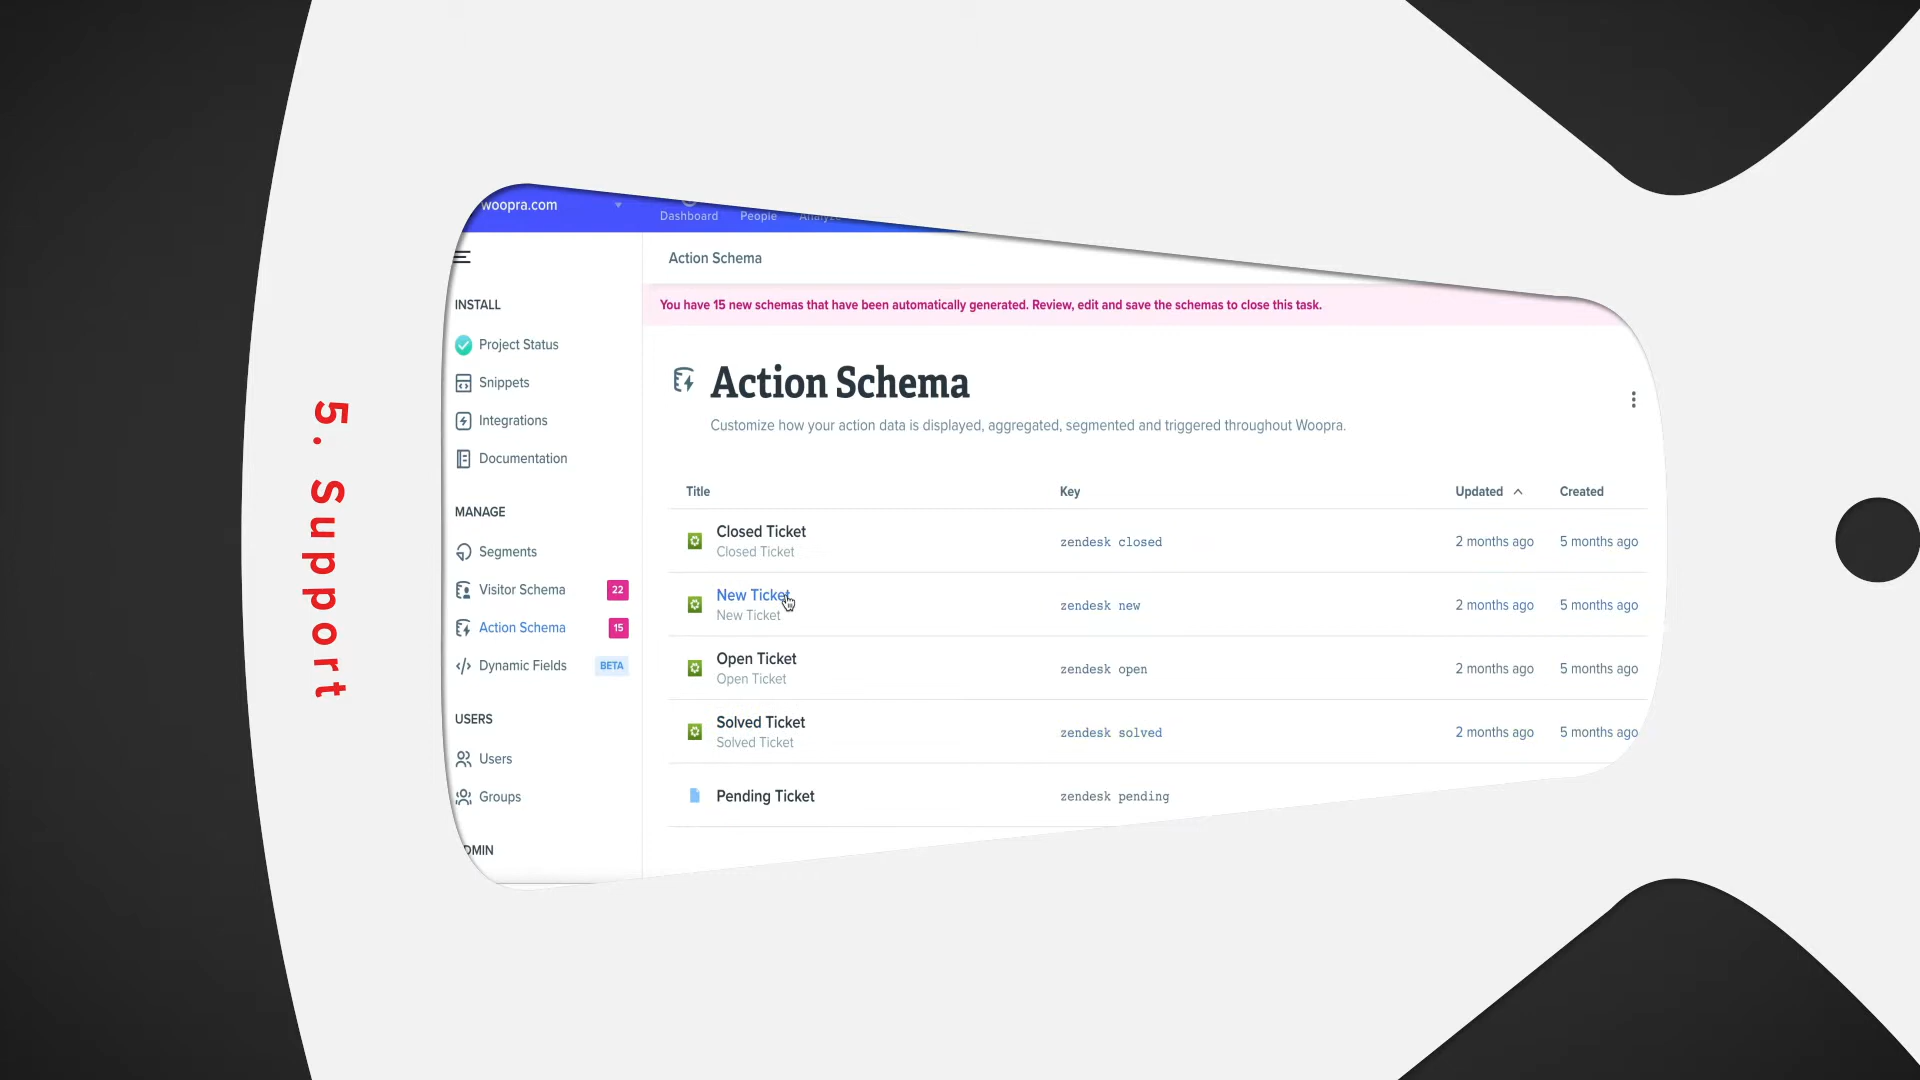 5. Support
woopra.com
Dashboard People Analyze
Action Schema
You have 15 new schemas that have been automatically generated. Review, edit and save the schemas to close this task.
INSTALL
Project Status
Snippets
Integrations
Documentation
MANAGE
Segments
Visitor Schema 22
Action Schema 15
Dynamic Fields BETA
USERS
Users
Groups
DMIN
Action Schema
Customize how your action data is displayed, aggregated, segmented and triggered throughout Woopra.
Title Key Updated Created
Closed Ticket zendesk closed 2 months ago 5 months ago
Closed Ticket
New Ticket zendesk new 2 months ago 5 months ago
New Ticket
Open Ticket zendesk open 2 months ago 5 months ago
Open Ticket
Solved Ticket zendesk solved 2 months ago 5 months ago
Solved Ticket
Pending Ticket zendesk pending